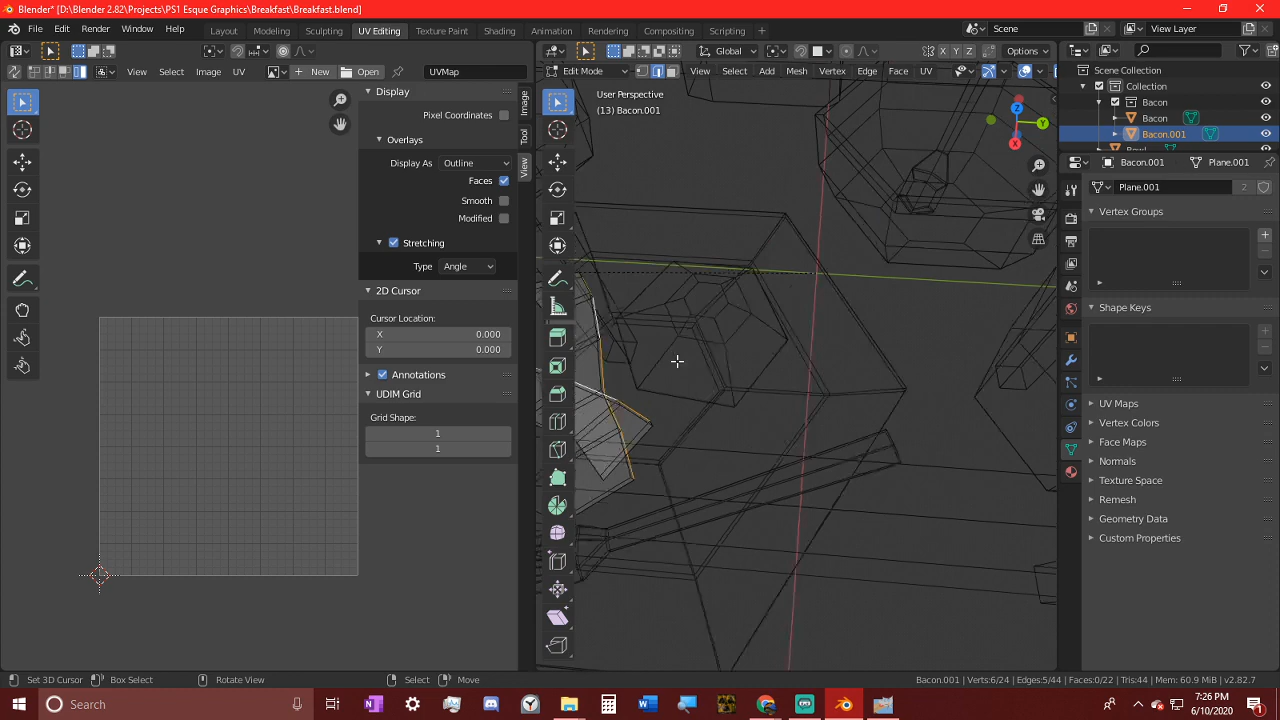 Blender* [D:\Blender 2.82\Projects\PS1 Esque Graphics\Breakfast\Breakfast.blend]
File Edit Render Window Help Layout Modeling Sculpting UV Editing Texture Paint Shading Animation Rendering Compositing Scripting Scene View Layer
Global X Y Z Options
View Select Image UV New Open UVMap Edit Mode View Select Add Mesh Vertex Edge Face UV
Scene Collection
Collection
Bacon
Bacon
Bacon.001
Display
Pixel Coordinates
Overlays
Display As Outline
Faces
Smooth
Modified
Stretching
Type Angle
2D Cursor
Cursor Location:
X 0.000
Y 0.000
Annotations
UDIM Grid
Grid Shape:
1
1
Image
Tool
View
User Perspective
(13) Bacon.001
Z
Y
X
Bacon.001 Plane.001
Plane.001 2
Vertex Groups
Shape Keys
UV Maps
Vertex Colors
Face Maps
Normals
Texture Space
Remesh
Geometry Data
Custom Properties
Set 3D Cursor Box Select Rotate View Select Move Bacon.001 | Verts:6/24 | Edges:5/44 | Faces:0/22 | Tris:44 | Mem: 60.9 MiB | v2.82.7
Search
7:26 PM
6/10/2020